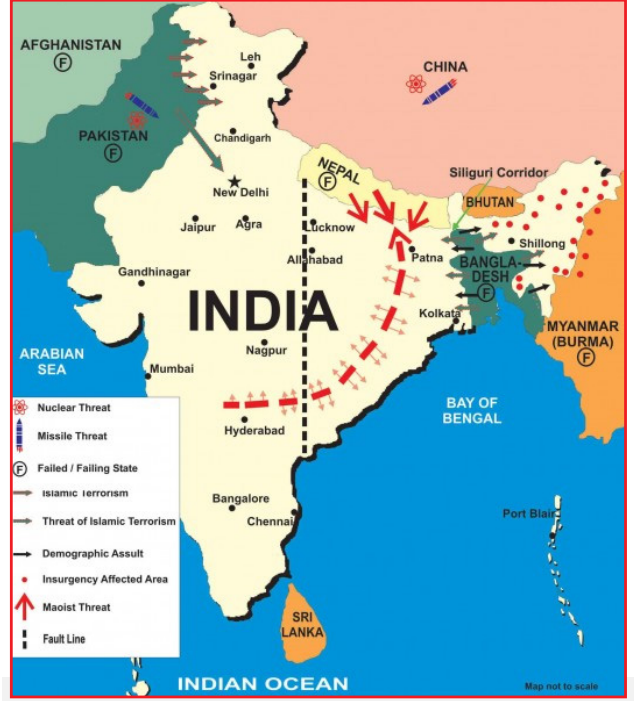 AFGHANISTAN
F
Leh
Srinagar
CHINA
PAKISTAN
F
Chandigarh
NEPAL
F
Siliguri Corridor
New Delhi
BHUTAN
Jaipur
Agra
Lucknow
Shillong
Allahabad
Patna
BANGLA-
DESH
F
Gandhinagar
INDIA
Kolkata
MYANMAR
(BURMA)
F
ARABIAN
SEA
Nagpur
Mumbai
BAY OF
BENGAL
Hyderabad
Nuclear Threat
Missile Threat
F Failed / Failing State
Islamic Terrorism
Threat of Islamic Terrorism
Demographic Assult
Insurgency Affected Area
Maoist Threat
Fault Line
Bangalore
Chennai
Port Blair
SRI
LANKA
INDIAN OCEAN
Map not to scale